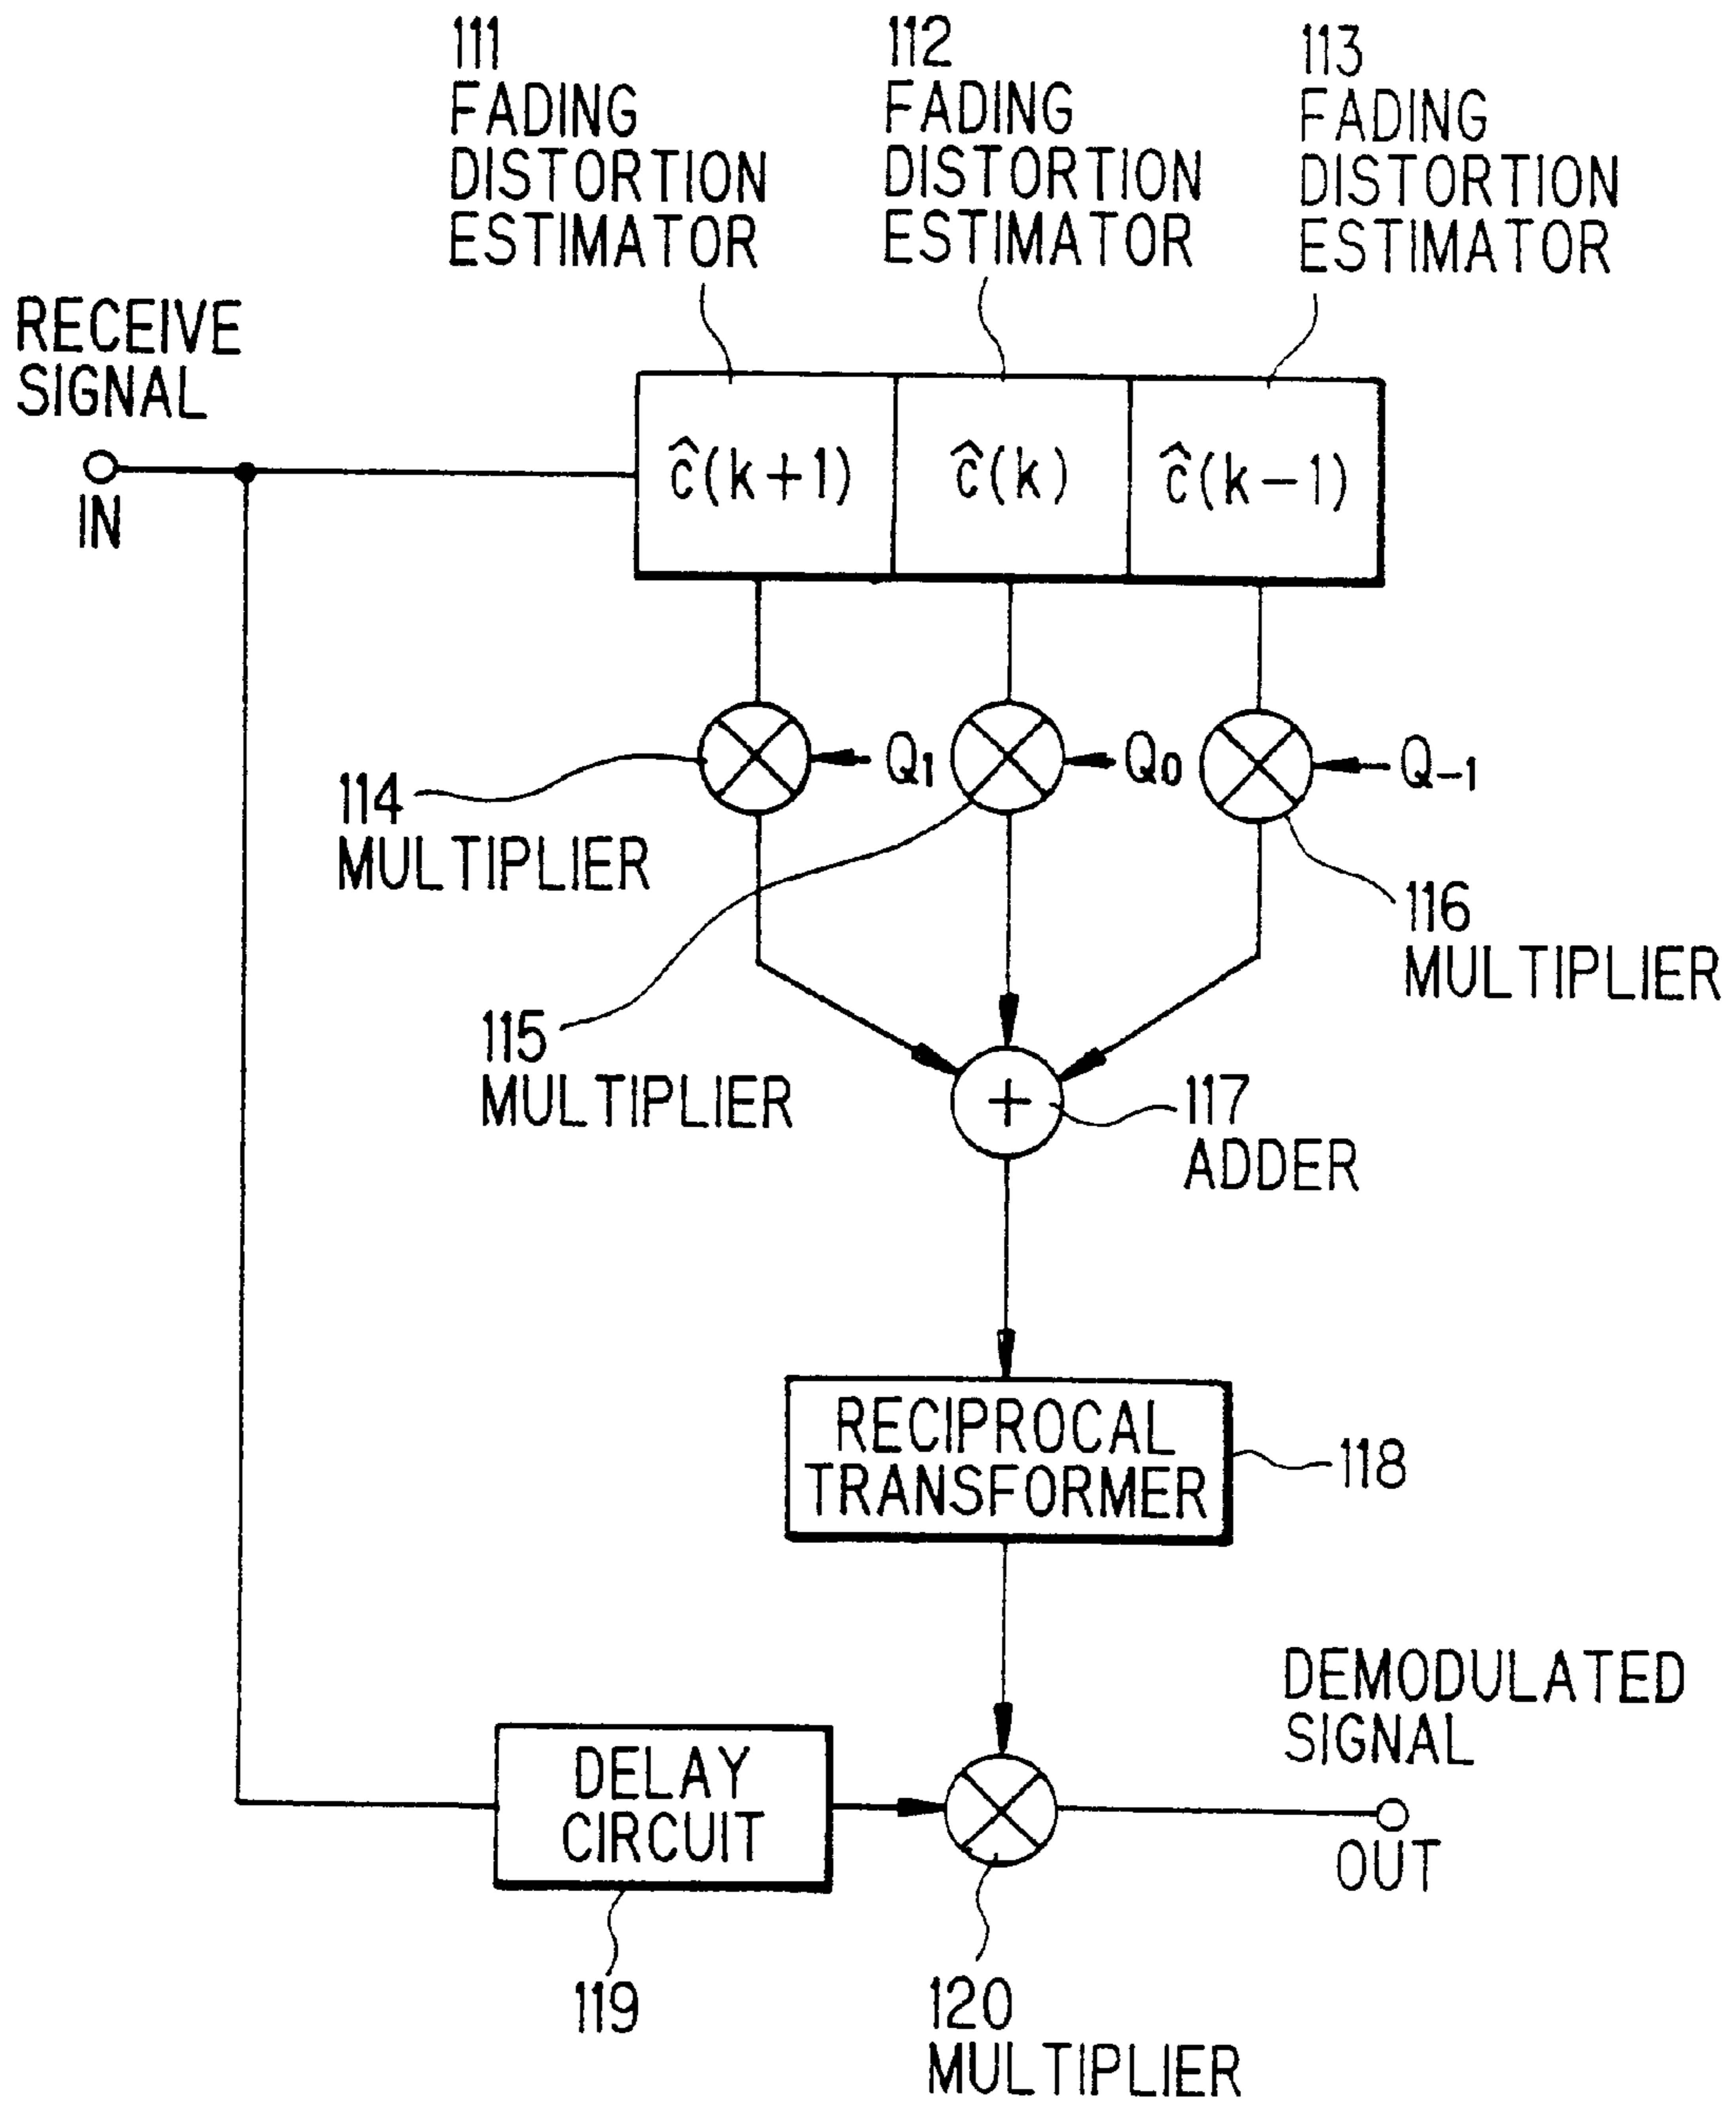 111
FADING
DISTORTION
ESTIMATOR
112
FADING
DISTORTION
ESTIMATOR
113
FADING
DISTORTION
ESTIMATOR
RECEIVE
SIGNAL
IN
ĉ(k+1)
ĉ(k)
ĉ(k−1)
Q1
Q0
Q−1
114
MULTIPLIER
115
MULTIPLIER
116
MULTIPLIER
+
117
ADDER
RECIPROCAL
TRANSFORMER
118
DELAY
CIRCUIT
119
120
MULTIPLIER
DEMODULATED
SIGNAL
OUT